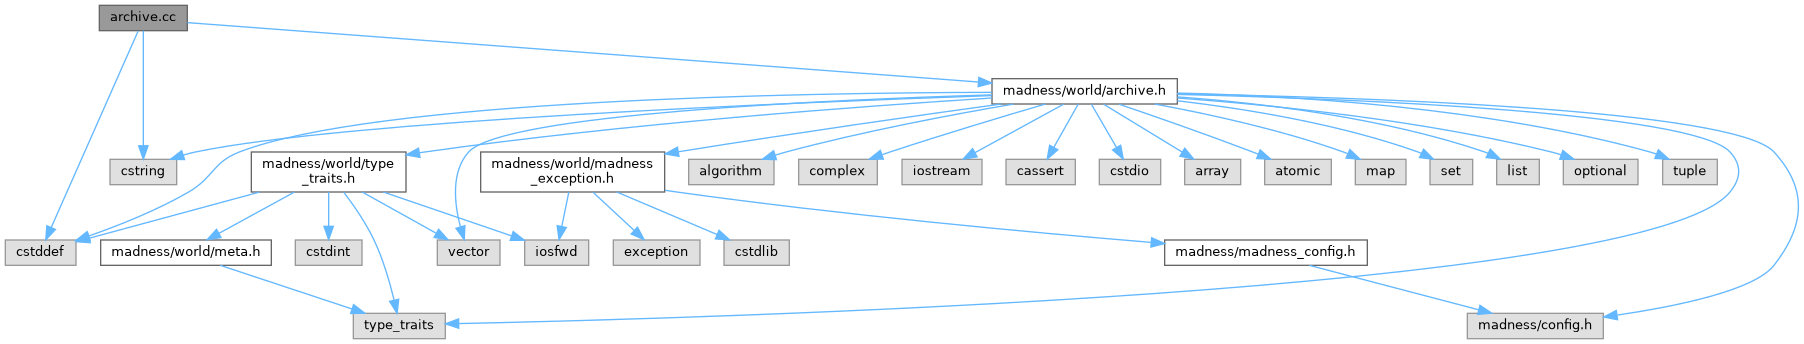 archive.cc
madness/world/archive.h
cstring
madness/world/type
_traits.h
madness/world/madness
_exception.h
algorithm
complex
iostream
cassert
cstdio
array
atomic
map
set
list
optional
tuple
cstddef
madness/world/meta.h
cstdint
vector
iosfwd
exception
cstdlib
madness/madness_config.h
type_traits
madness/config.h